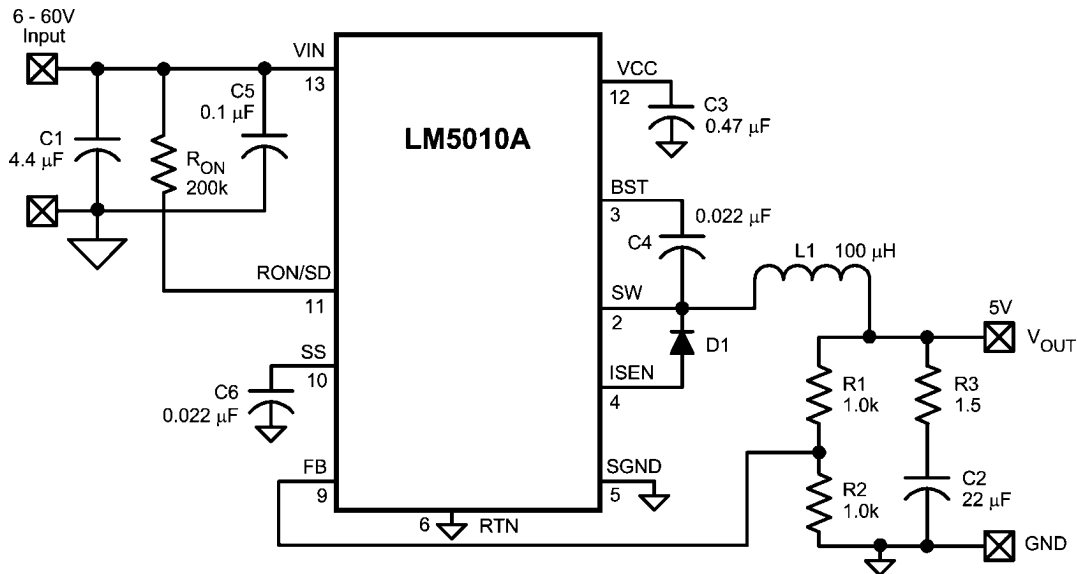 6 - 60V
Input
VIN
13
C5
0.1 µF
C1
4.4 µF
RON
200k
RON/SD
11
SS
10
C6
0.022 µF
FB
9
LM5010A
6
RTN
VCC
12
C3
0.47 µF
BST
3
0.022 µF
C4
L1 100 µH
SW
2
D1
ISEN
4
SGND
5
5V
VOUT
R1
1.0k
R3
1.5
R2
1.0k
C2
22 µF
GND